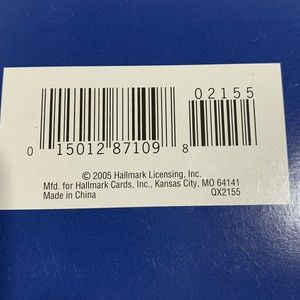 02155
0 15012 87109 8
© 2005 Hallmark Licensing, Inc.
Mfd. for Hallmark Cards, Inc., Kansas City, MO 64141
Made in China QX2155